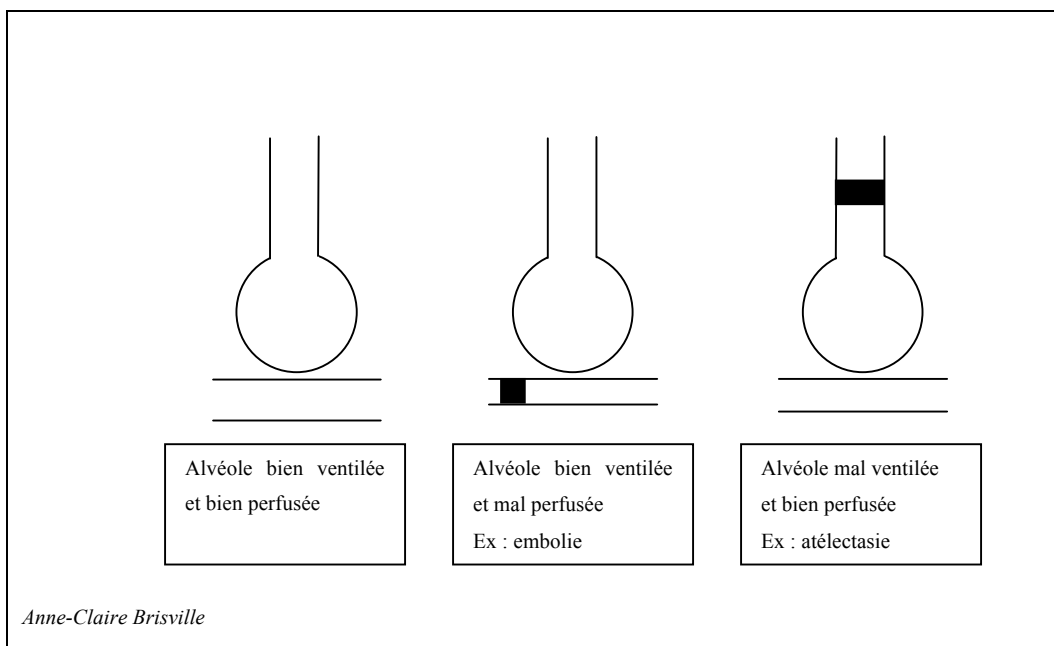 Alvéole bien ventilée
et bien perfusée
Alvéole bien ventilée
et mal perfusée
Ex : embolie
Alvéole mal ventilée
et bien perfusée
Ex : atélectasie
Anne-Claire Brisville